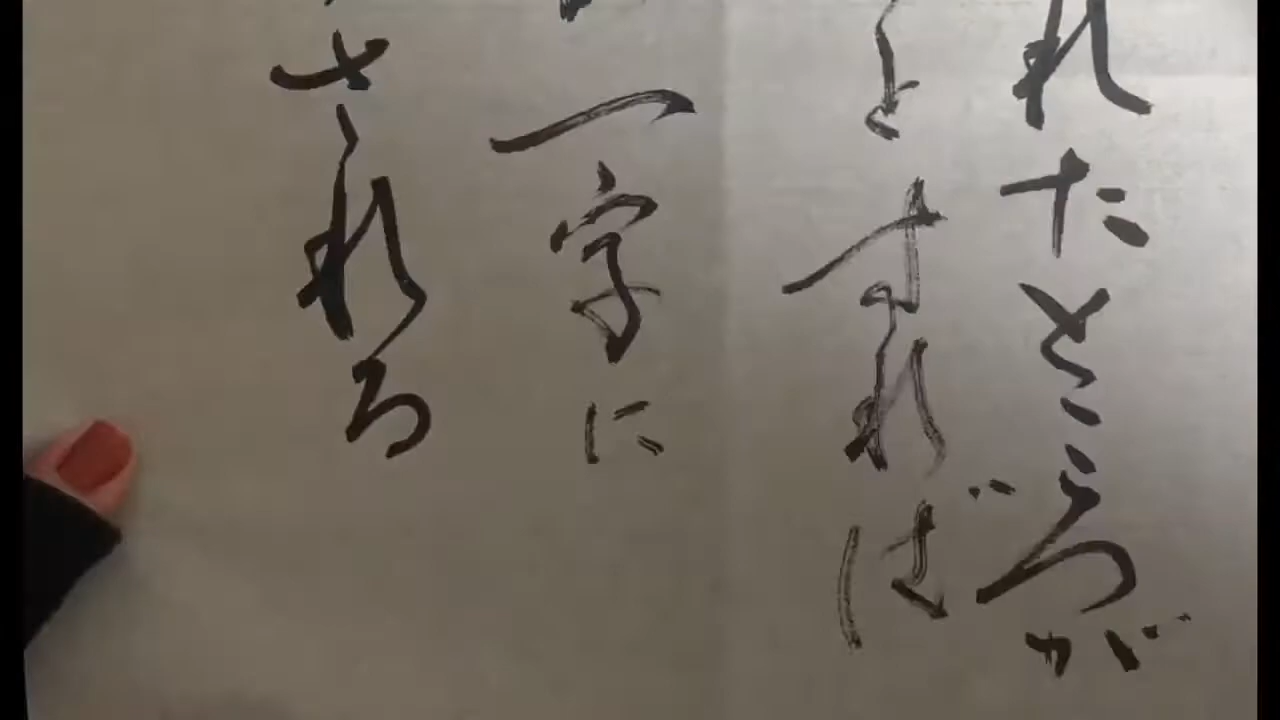 れたところが
とすれば
一字に
される